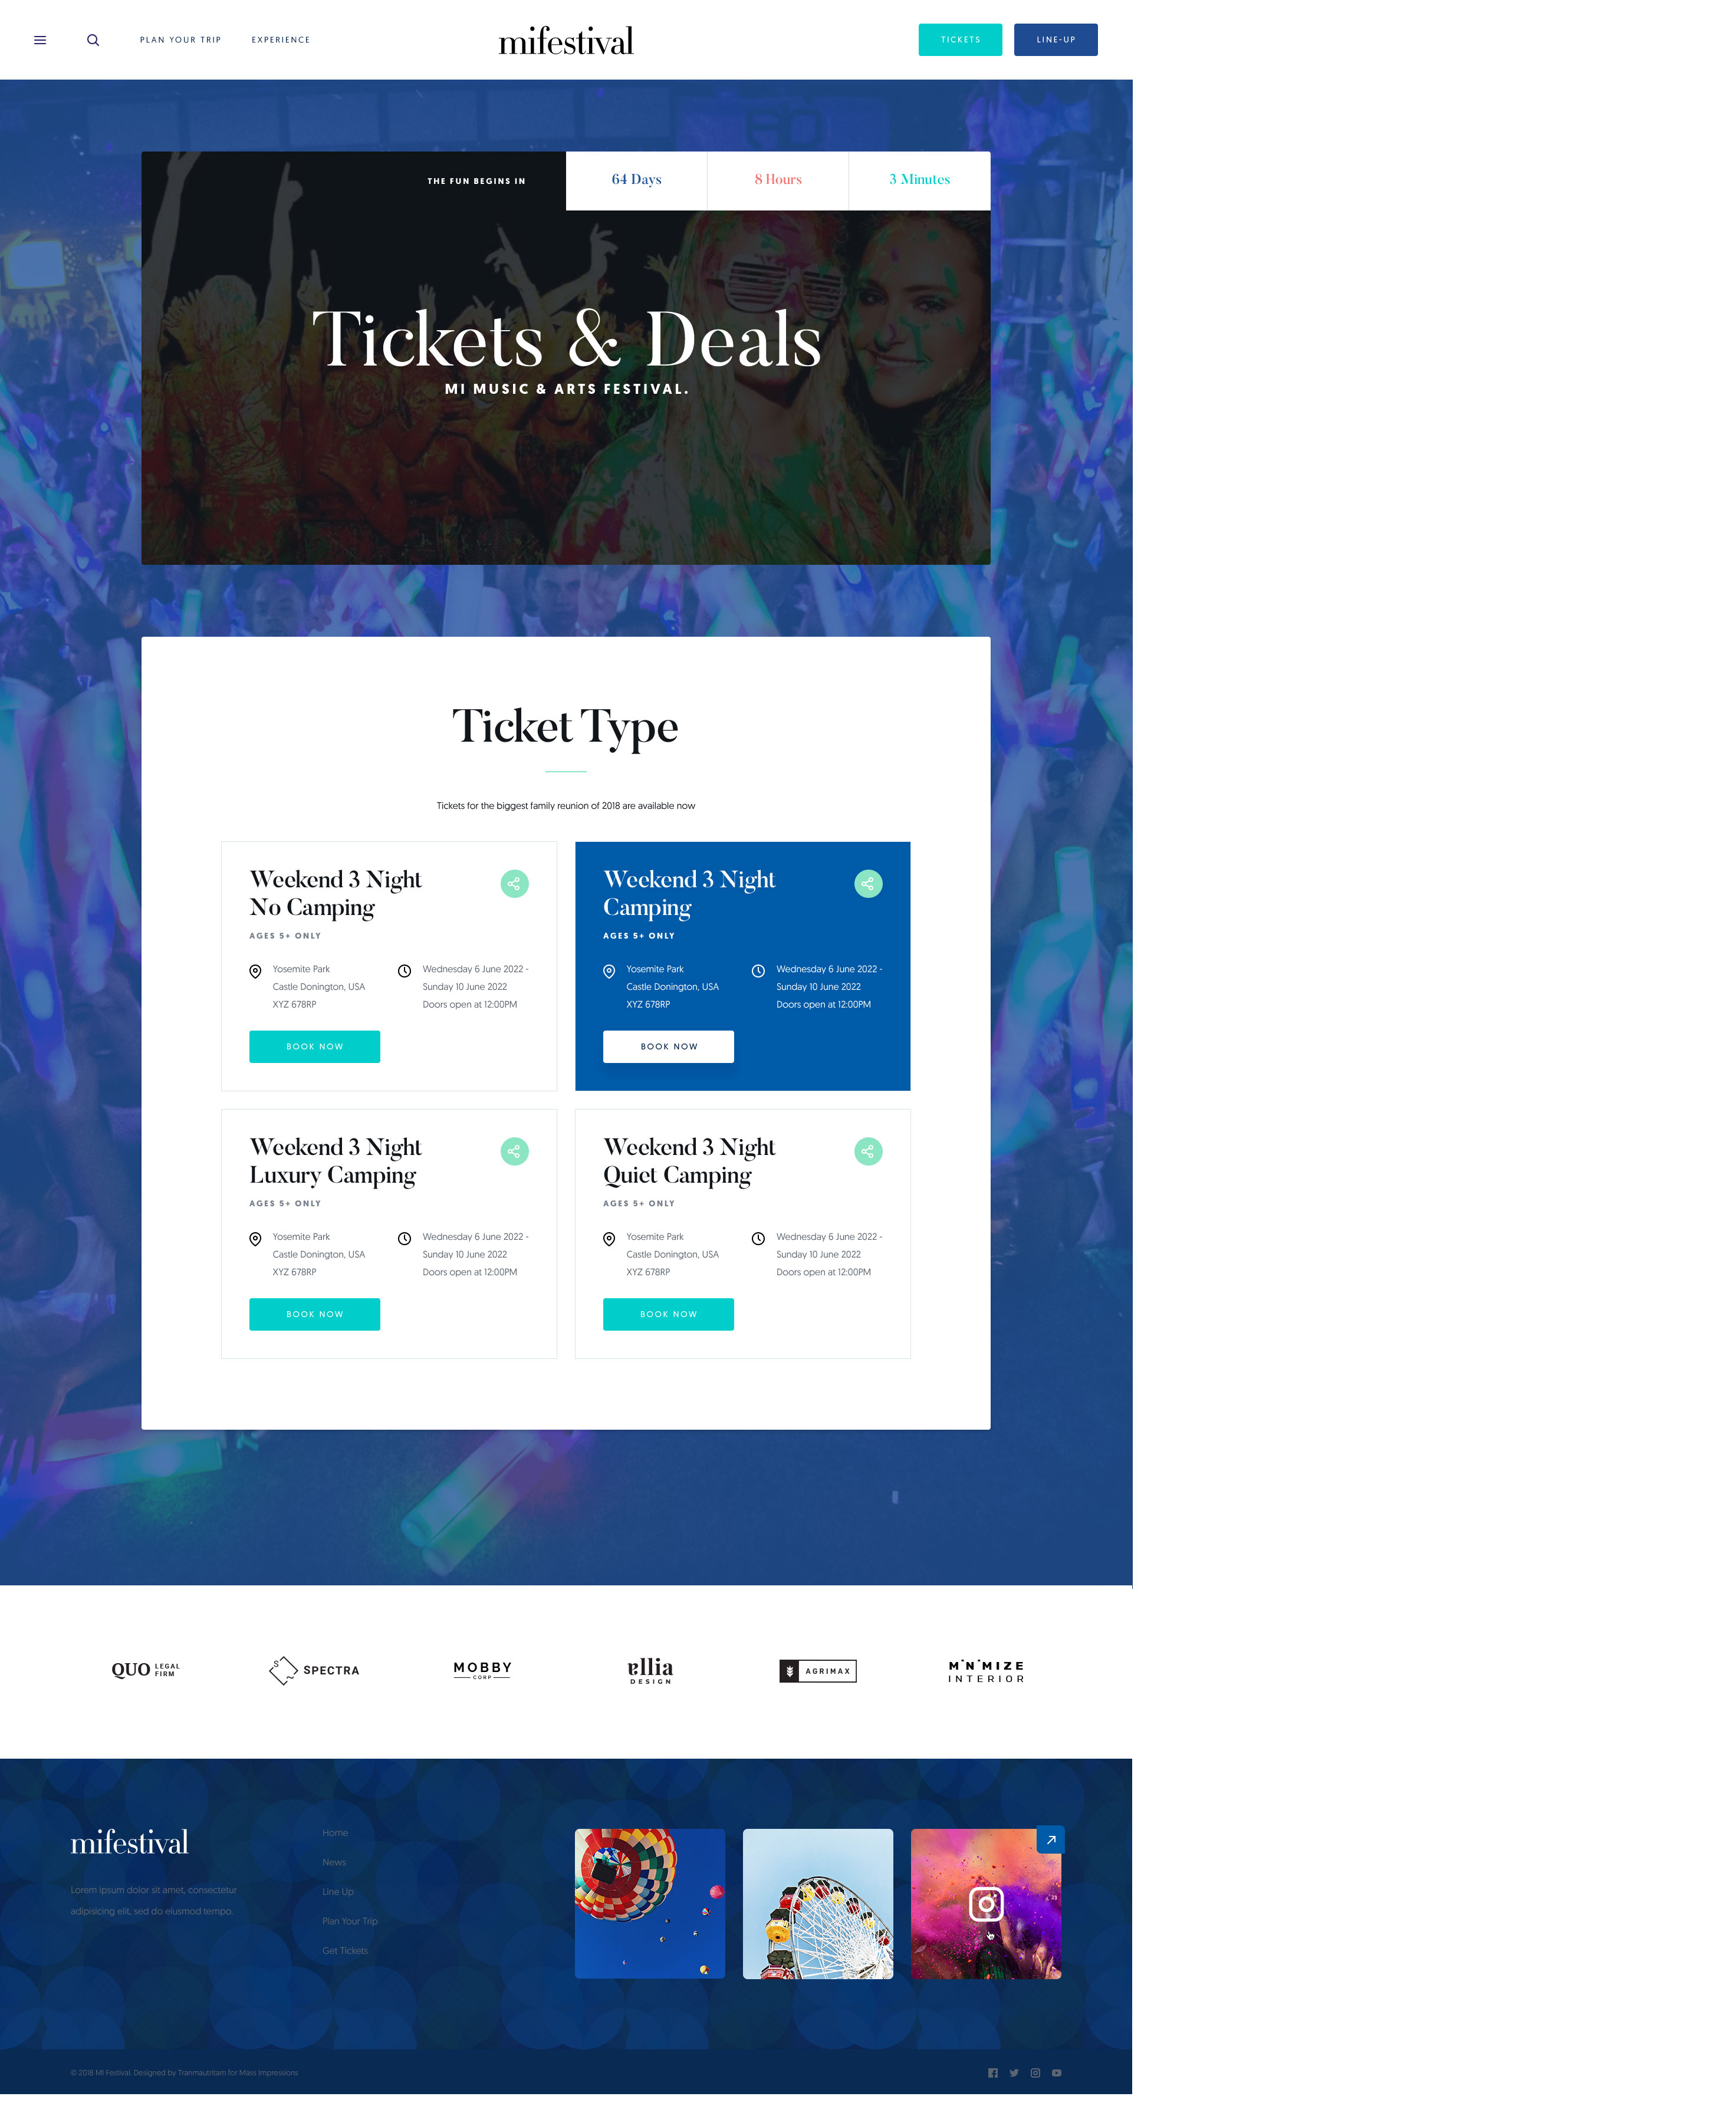 PLAN YOUR TRIP
EXPERIENCE
mifestival
TICKETS
LINE-UP
THE FUN BEGINS IN
64 Days
8 Hours
3 Minutes
Tickets & Deals
MI MUSIC & ARTS FESTIVAL.
Ticket Type
Tickets for the biggest family reunion of 2018 are available now
Weekend 3 Night
No Camping
AGES 5+ ONLY
Yosemite Park
Castle Donington, USA
XYZ 678RP
Wednesday 6 June 2022 -
Sunday 10 June 2022
Doors open at 12:00PM
BOOK NOW
Weekend 3 Night
Camping
AGES 5+ ONLY
Yosemite Park
Castle Donington, USA
XYZ 678RP
Wednesday 6 June 2022 -
Sunday 10 June 2022
Doors open at 12:00PM
BOOK NOW
Weekend 3 Night
Luxury Camping
AGES 5+ ONLY
Yosemite Park
Castle Donington, USA
XYZ 678RP
Wednesday 6 June 2022 -
Sunday 10 June 2022
Doors open at 12:00PM
BOOK NOW
Weekend 3 Night
Quiet Camping
AGES 5+ ONLY
Yosemite Park
Castle Donington, USA
XYZ 678RP
Wednesday 6 June 2022 -
Sunday 10 June 2022
Doors open at 12:00PM
BOOK NOW
QUO LEGAL
FIRM
SPECTRA
MOBBY
CORP
allia
DESIGN
AGRIMAX
MINIMIZE
INTERIOR
mifestival
Lorem ipsum dolor sit amet, consectetur
adipisicing elit, sed do eiusmod tempo.
Home
News
Line Up
Plan Your Trip
Get Tickets
© 2018 MI Festival. Designed by Tranmautritam for Mass Impressions